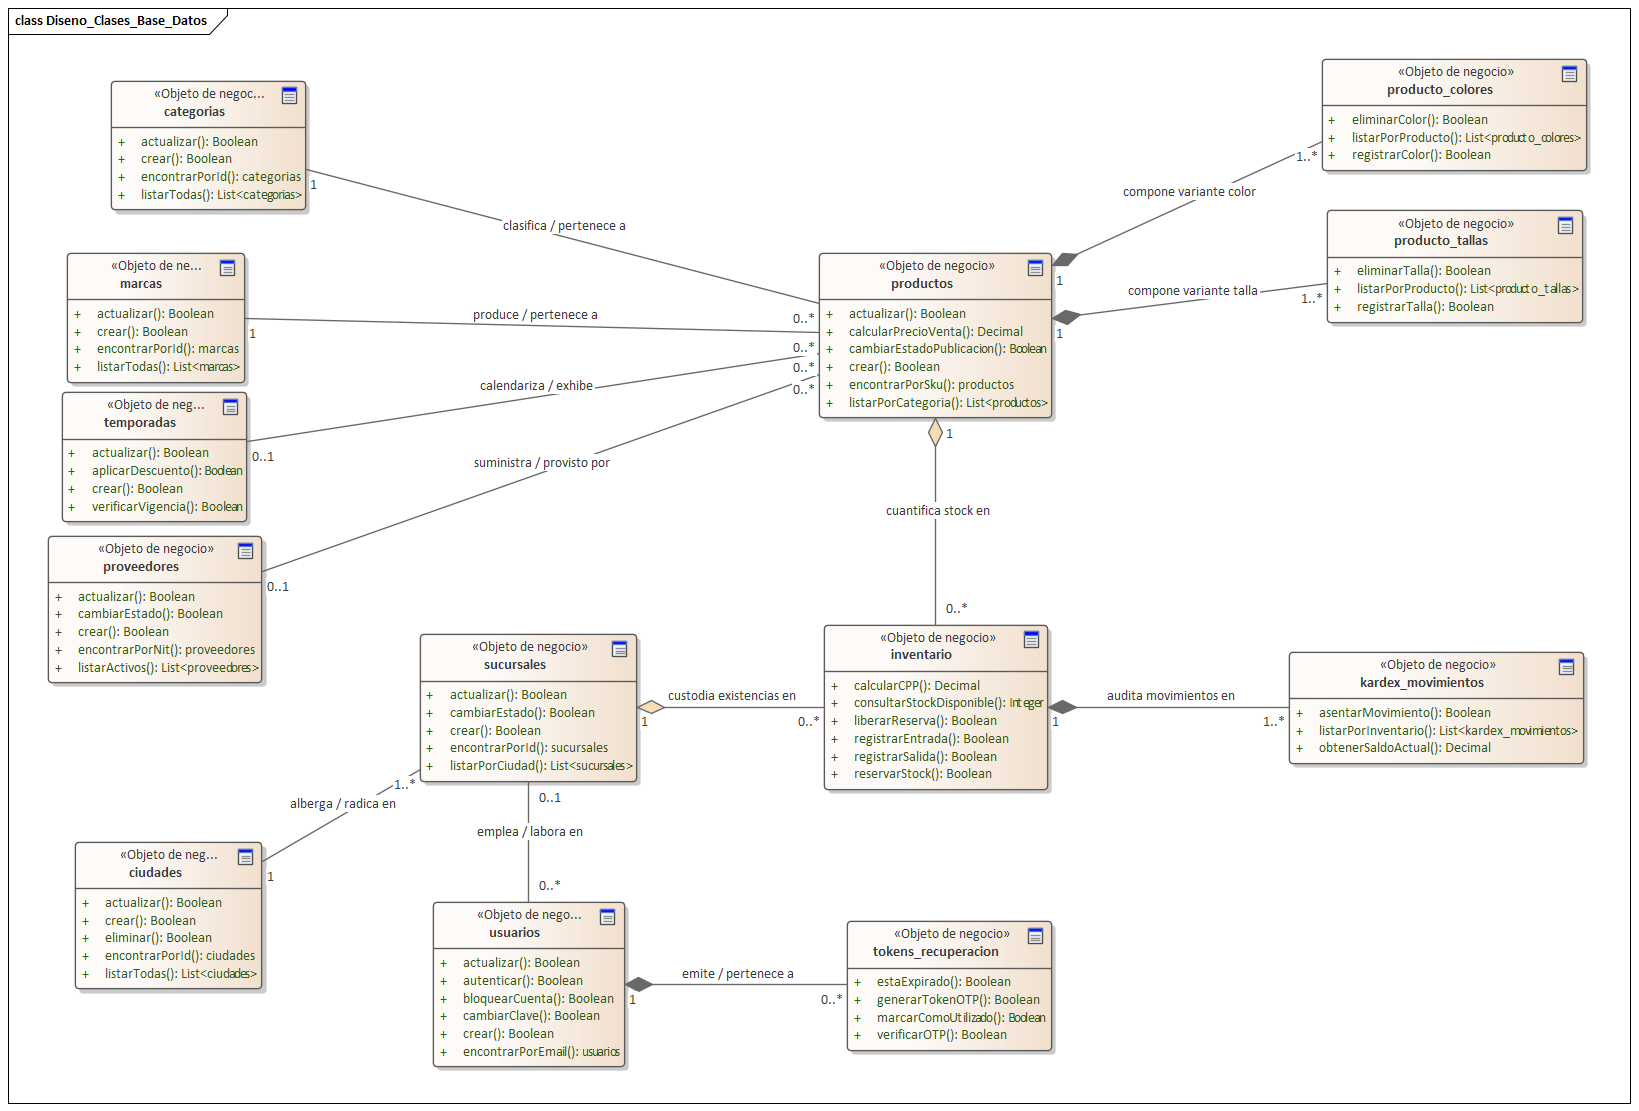 class Diseno_Clases_Base_Datos
«Objeto de negoc...
categorias
+ actualizar(): Boolean
+ crear(): Boolean
+ encontrarPorId(): categorias
+ listarTodas(): List<categorias>
1
clasifica / pertenece a
0..*
«Objeto de ne...
marcas
+ actualizar(): Boolean
+ crear(): Boolean
+ encontrarPorId(): marcas
+ listarTodas(): List<marcas>
1
produce / pertenece a
0..*
«Objeto de neg...
temporadas
+ actualizar(): Boolean
+ aplicarDescuento(): Boolean
+ crear(): Boolean
+ verificarVigencia(): Boolean
0..1
calendariza / exhibe
0..*
«Objeto de negocio»
proveedores
+ actualizar(): Boolean
+ cambiarEstado(): Boolean
+ crear(): Boolean
+ encontrarPorNit(): proveedores
+ listarActivos(): List<proveedores>
0..1
suministra / provisto por
0..*
«Objeto de negocio»
productos
+ actualizar(): Boolean
+ calcularPrecioVenta(): Decimal
+ cambiarEstadoPublicacion(): Boolean
+ crear(): Boolean
+ encontrarPorSku(): productos
+ listarPorCategoria(): List<productos>
1
compone variante color
1..*
«Objeto de negocio»
producto_colores
+ eliminarColor(): Boolean
+ listarPorProducto(): List<producto_colores>
+ registrarColor(): Boolean
1
compone variante talla
1..*
«Objeto de negocio»
producto_tallas
+ eliminarTalla(): Boolean
+ listarPorProducto(): List<producto_tallas>
+ registrarTalla(): Boolean
1
cuantifica stock en
0..*
«Objeto de negocio»
sucursales
+ actualizar(): Boolean
+ cambiarEstado(): Boolean
+ crear(): Boolean
+ encontrarPorId(): sucursales
+ listarPorCiudad(): List<sucursales>
1
custodia existencias en
0..*
«Objeto de negocio»
inventario
+ calcularCPP(): Decimal
+ consultarStockDisponible(): Integer
+ liberarReserva(): Boolean
+ registrarEntrada(): Boolean
+ registrarSalida(): Boolean
+ reservarStock(): Boolean
1
audita movimientos en
1..*
«Objeto de negocio»
kardex_movimientos
+ asentarMovimiento(): Boolean
+ listarPorInventario(): List<kardex_movimientos>
+ obtenerSaldoActual(): Decimal
1..*
alberga / radica en
1
«Objeto de neg...
ciudades
+ actualizar(): Boolean
+ crear(): Boolean
+ eliminar(): Boolean
+ encontrarPorId(): ciudades
+ listarTodas(): List<ciudades>
0..1
emplea / labora en
0..*
«Objeto de nego...
usuarios
+ actualizar(): Boolean
+ autenticar(): Boolean
+ bloquearCuenta(): Boolean
+ cambiarClave(): Boolean
+ crear(): Boolean
+ encontrarPorEmail(): usuarios
1
emite / pertenece a
0..*
«Objeto de negocio»
tokens_recuperacion
+ estaExpirado(): Boolean
+ generarTokenOTP(): Boolean
+ marcarComoUtilizado(): Boolean
+ verificarOTP(): Boolean